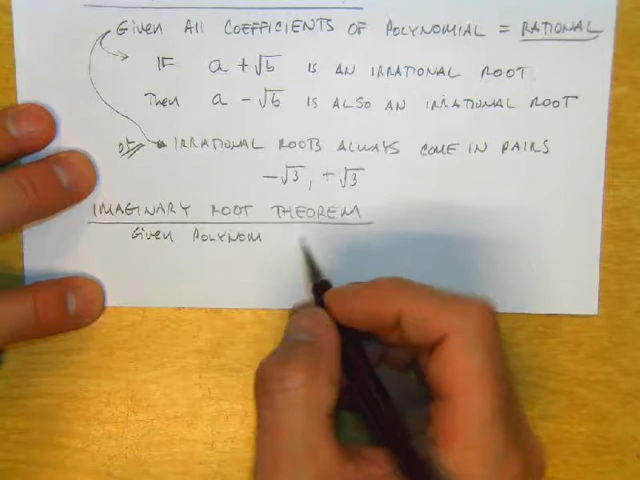 Given All COEFFICIENTS OF POLYNOMIAL = RATIONAL
IF a + √b IS AN IRRATIONAL ROOT
Then a - √b IS ALSO AN IRRATIONAL ROOT
IRRATIONAL ROOTS ALWAYS COME IN PAIRS
-√3, +√3
IMAGINARY ROOT THEOREM
Given POLYNOM